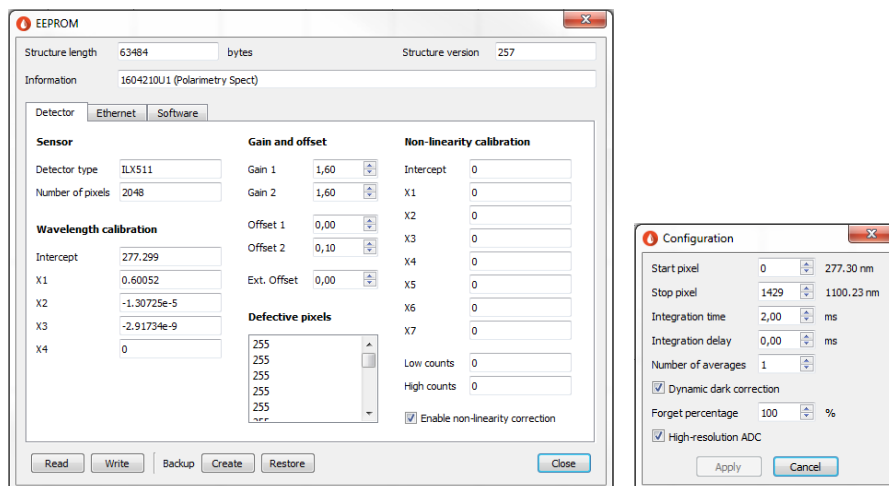 EEPROM
Structure length 63484 bytes Structure version 257
Information 1604210U1 (Polarimetry Spect)
Detector Ethernet Software
Sensor
Detector type ILX511
Number of pixels 2048
Wavelength calibration
Intercept 277.299
X1 0.60052
X2 -1.30725e-5
X3 -2.91734e-9
X4 0
Gain and offset
Gain 1 1,60
Gain 2 1,60
Offset 1 0,00
Offset 2 0,10
Ext. Offset 0,00
Defective pixels
255
255
255
255
255
255
Non-linearity calibration
Intercept 0
X1 0
X2 0
X3 0
X4 0
X5 0
X6 0
X7 0
Low counts 0
High counts 0
Enable non-linearity correction
Read Write Backup Create Restore Close
Configuration
Start pixel 0 277.30 nm
Stop pixel 1429 1100.23 nm
Integration time 2,00 ms
Integration delay 0,00 ms
Number of averages 1
Dynamic dark correction
Forget percentage 100 %
High-resolution ADC
Apply Cancel